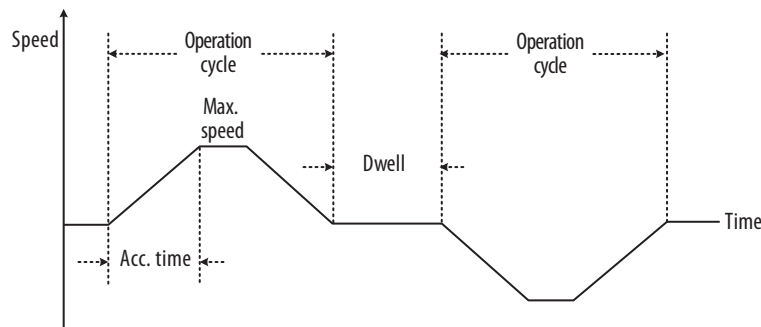 Speed
Operation
cycle
Operation
cycle
Max.
speed
Dwell
Time
Acc. time